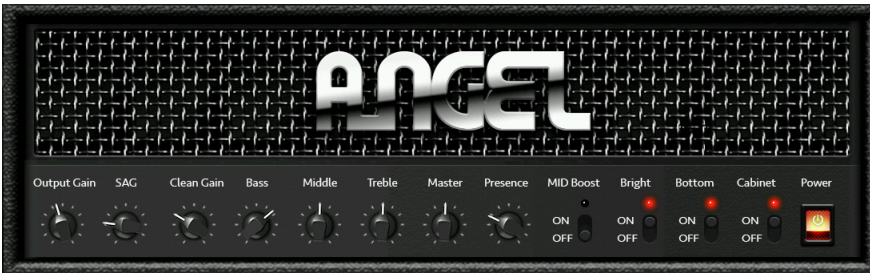 ANGEL
Output Gain SAG Clean Gain Bass Middle Treble Master Presence MID Boost Bright Bottom Cabinet Power
ON ON ON ON
OFF OFF OFF OFF